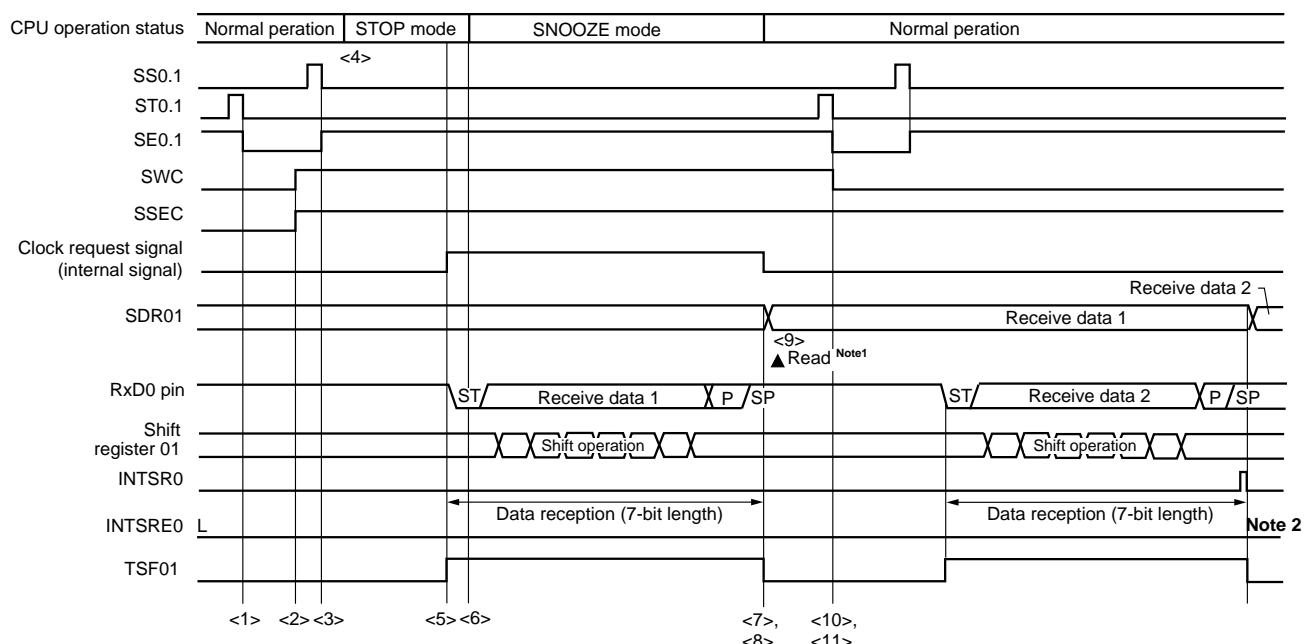 CPU operation status
Normal peration
STOP mode
SNOOZE mode
Normal peration
<4>
SS0.1
ST0.1
SE0.1
SWC
SSEC
Clock request signal
(internal signal)
Receive data 2
SDR01
Receive data 1
<9>
▲ Read Note1
RxD0 pin
ST
Receive data 1
P
SP
ST
Receive data 2
P
SP
Shift
register 01
Shift operation
Shift operation
INTSR0
Data reception (7-bit length)
Data reception (7-bit length)
INTSRE0
L
Note 2
TSF01
<1>
<2>
<3>
<5>
<6>
<7>,
<8>
<10>,
<11>